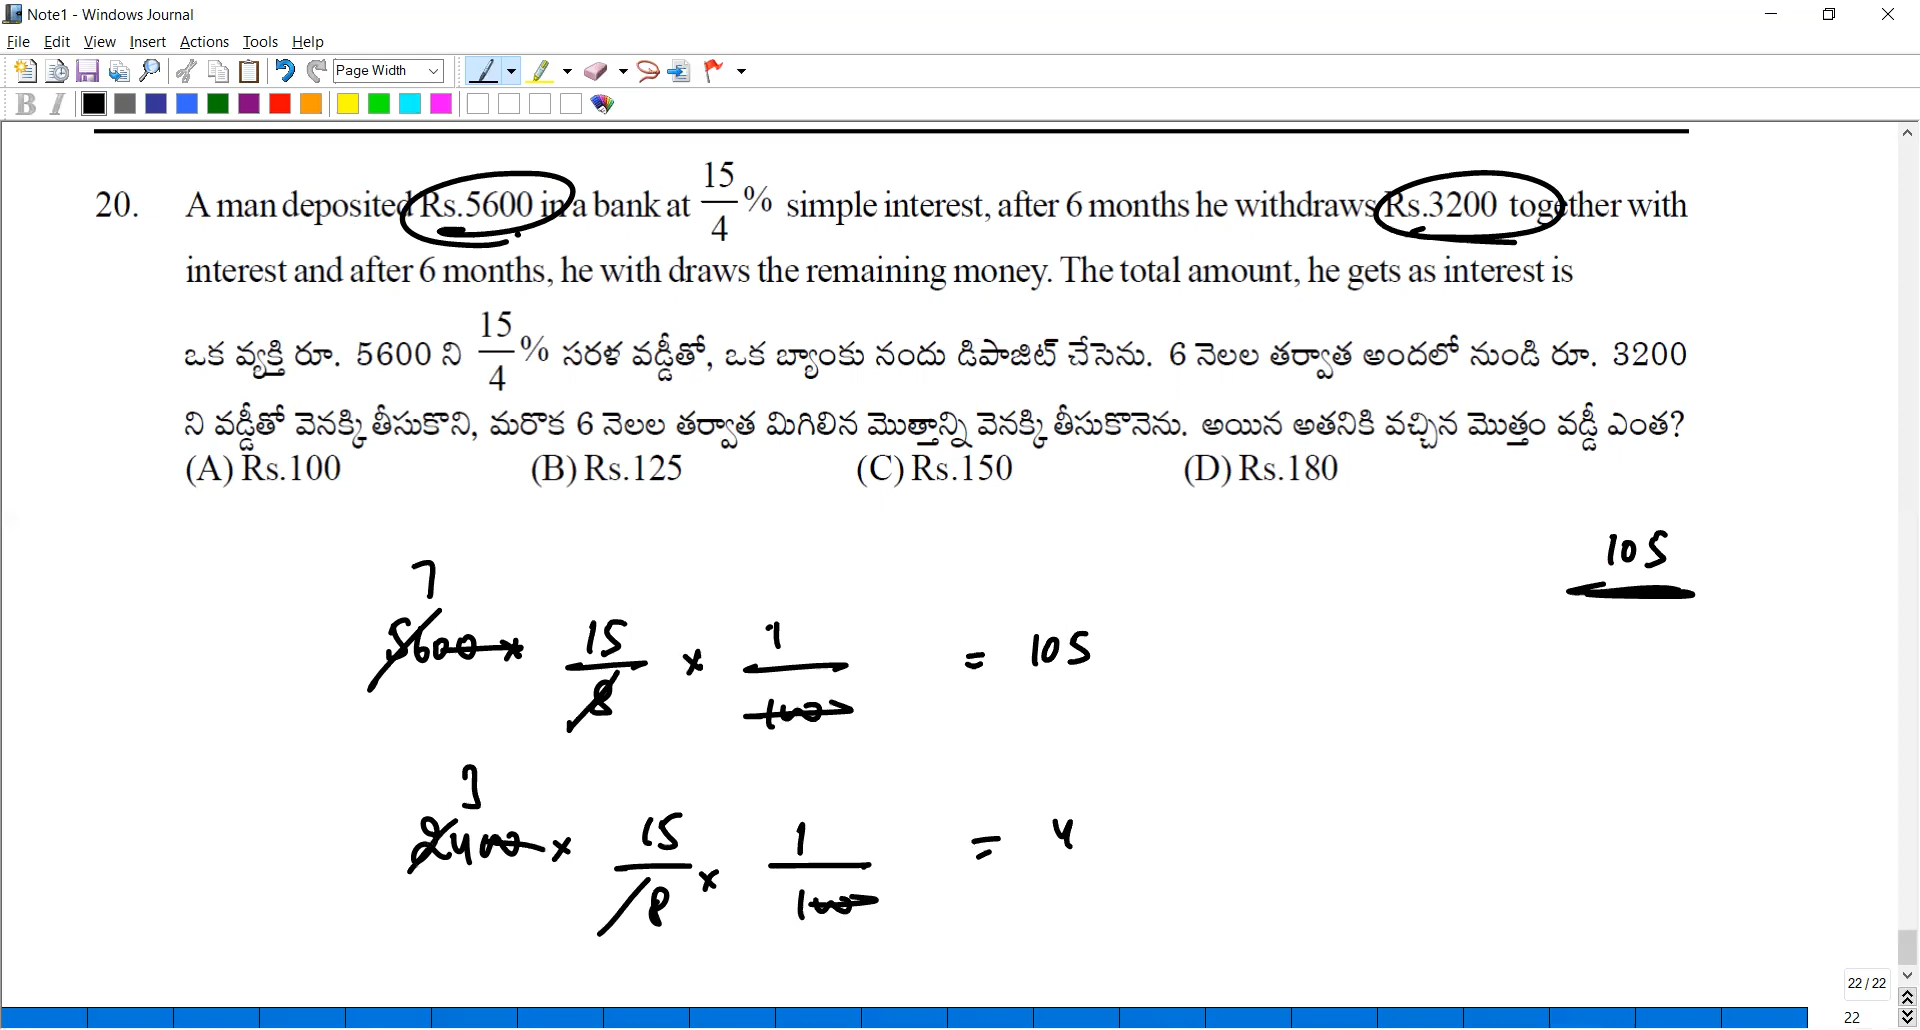 Note1 - Windows Journal
File Edit View Insert Actions Tools Help
Page Width
B I
20. A man deposited Rs.5600 in a bank at 15/4 % simple interest, after 6 months he withdraws Rs.3200 together with
interest and after 6 months, he with draws the remaining money. The total amount, he gets as interest is
ఒక వ్యక్తి రూ. 5600 ని 15/4 % సరళ వడ్డీతో, ఒక బ్యాంకు నందు డిపాజిట్ చేసెను. 6 నెలల తర్వాత అందలో నుండి రూ. 3200
ని వడ్డీతో వెనక్కి తీసుకొని, మరొక 6 నెలల తర్వాత మిగిలిన మొత్తాన్ని వెనక్కి తీసుకొనెను. అయిన అతనికి వచ్చిన మొత్తం వడ్డీ ఎంత?
(A) Rs.100 (B) Rs.125 (C) Rs.150 (D) Rs.180
105
7
5600 × 15/8 × 1/100 = 105
3
2400 × 15/8 × 1/100 = 4
22 / 22
22